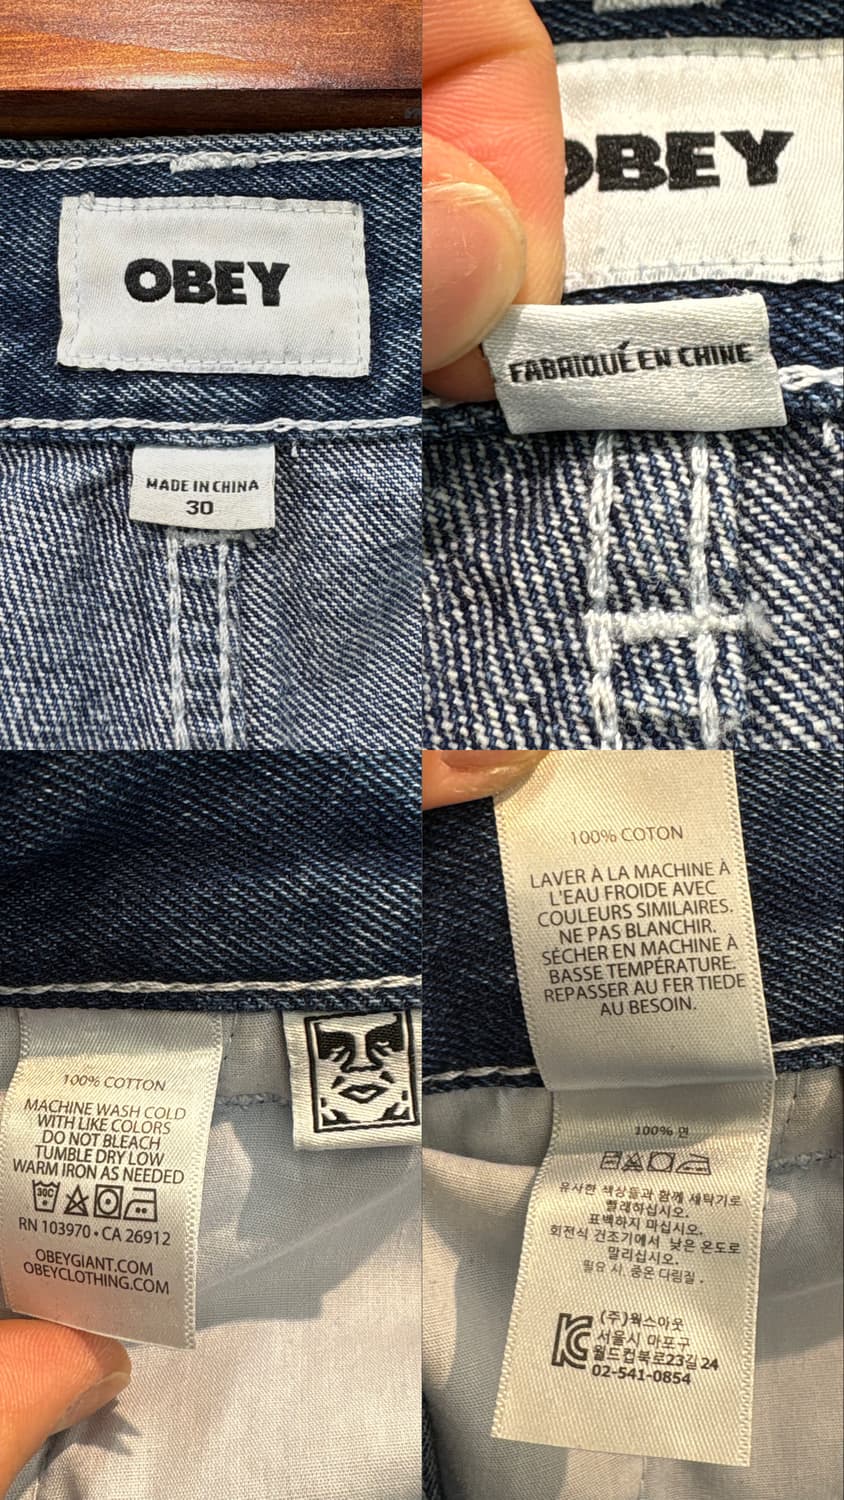 OBEY
MADE IN CHINA
30
OBEY
FABRIQUÉ EN CHINE
100% COTTON
MACHINE WASH COLD
WITH LIKE COLORS
DO NOT BLEACH
TUMBLE DRY LOW
WARM IRON AS NEEDED
30C
RN 103970 • CA 26912
OBEYGIANT.COM
OBEYCLOTHING.COM
100% COTON
LAVER À LA MACHINE À
L'EAU FROIDE AVEC
COULEURS SIMILAIRES.
NE PAS BLANCHIR.
SÉCHER EN MACHINE À
BASSE TEMPÉRATURE.
REPASSER AU FER TIEDE
AU BESOIN.
100% 면
유사한 색상들과 함께 세탁기로
빨래하십시오.
표백하지 마십시오.
회전식 건조기에서 낮은 온도로
말리십시오.
필요 시, 중온 다림질.
(주)웍스아웃
서울시 마포구
월드컵북로23길 24
02-541-0854